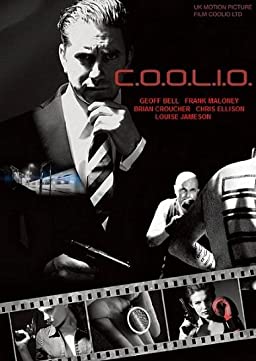 UK MOTION PICTURE
FILM COOLIO LTD
C.O.O.L.I.O.
GEOFF BELL FRANK MALONEY
BRIAN CROUCHER CHRIS ELLISON
LOUISE JAMESON